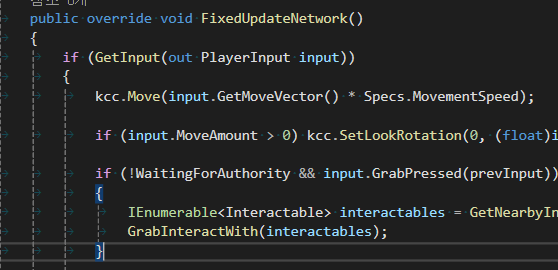 public override void FixedUpdateNetwork()
{
if (GetInput(out PlayerInput input))
{
kcc.Move(input.GetMoveVector() * Specs.MovementSpeed);
if (input.MoveAmount > 0) kcc.SetLookRotation(0, (float)i
if (!WaitingForAuthority && input.GrabPressed(prevInput))
{
IEnumerable<Interactable> interactables = GetNearbyIn
GrabInteractWith(interactables);
}